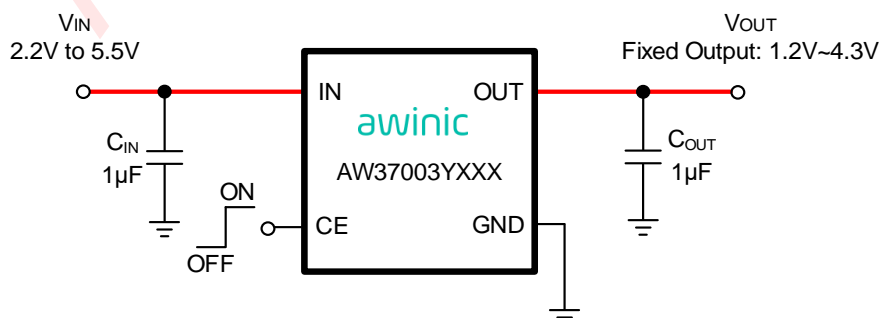 VIN
2.2V to 5.5V
VOUT
Fixed Output: 1.2V~4.3V
IN
OUT
awinic
AW37003YXXX
CIN
1µF
COUT
1µF
ON
OFF
CE
GND